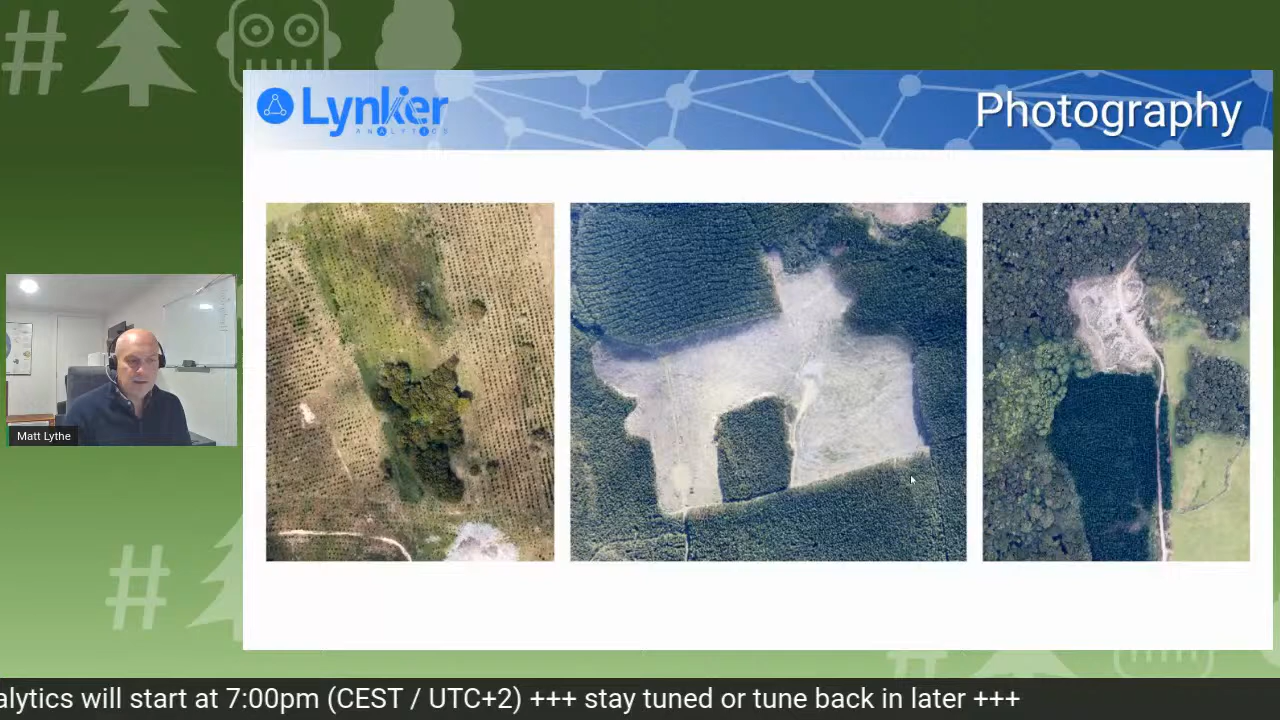 Lynker
ANALYTICS
Photography
Matt Lythe
alytics will start at 7:00pm (CEST / UTC+2) +++ stay tuned or tune back in later +++